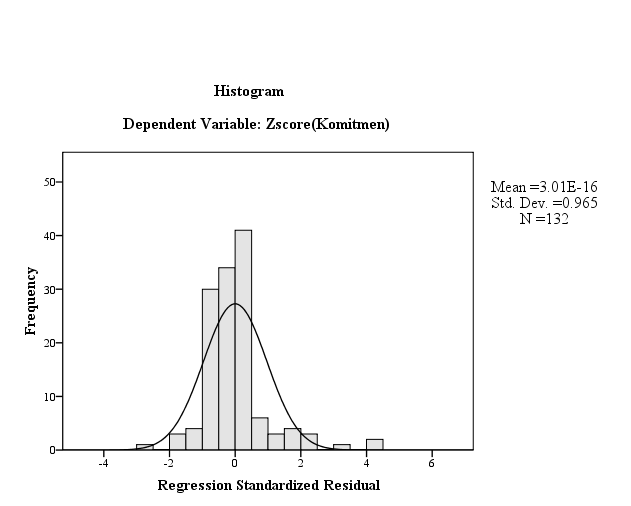 Histogram
Dependent Variable: Zscore(Komitmen)
Mean =3.01E-16
Std. Dev. =0.965
N =132
Frequency
50
40
30
20
10
0
-4 -2 0 2 4 6
Regression Standardized Residual